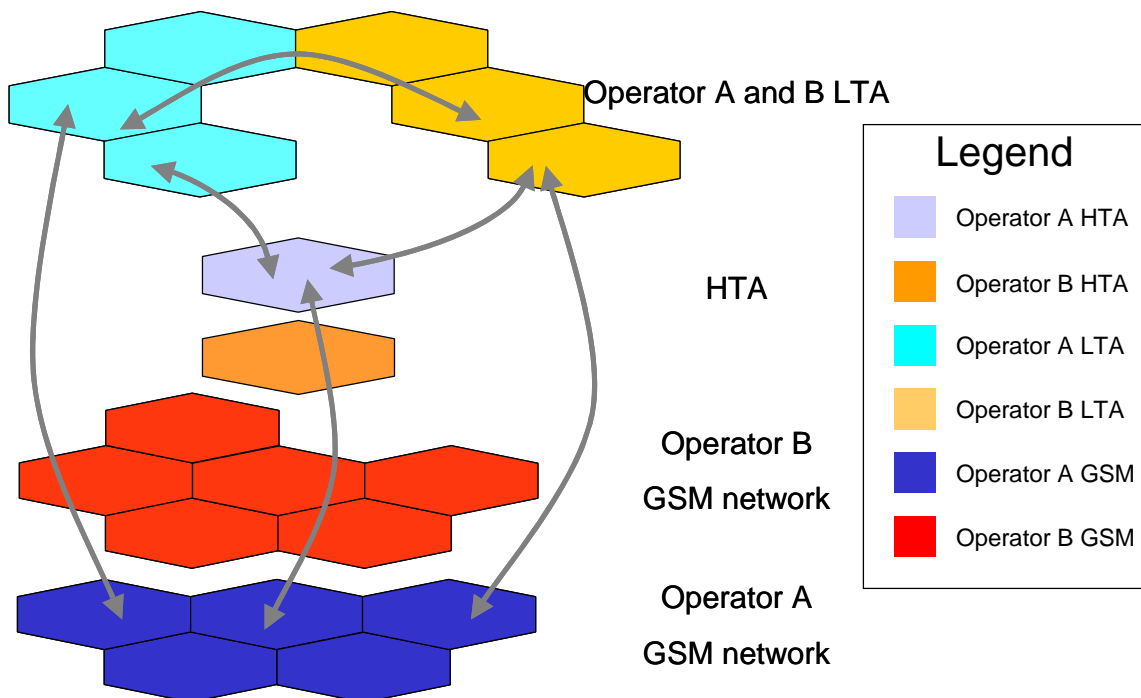 Operator A and B LTA
HTA
Operator B
GSM network
Operator A
GSM network
Legend
Operator A HTA
Operator B HTA
Operator A LTA
Operator B LTA
Operator A GSM
Operator B GSM